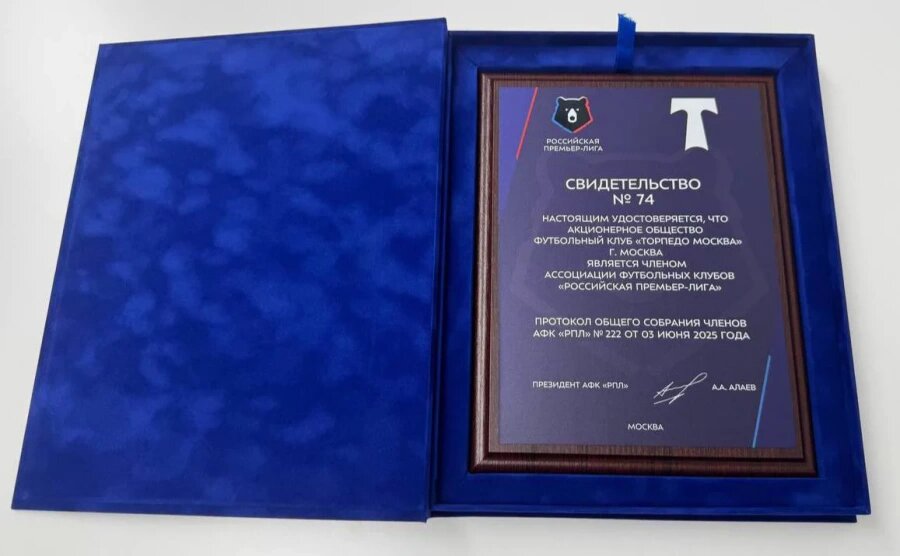 РОССИЙСКАЯ
ПРЕМЬЕР-ЛИГА
Т
СВИДЕТЕЛЬСТВО
№ 74
НАСТОЯЩИМ УДОСТОВЕРЯЕТСЯ, ЧТО
АКЦИОНЕРНОЕ ОБЩЕСТВО
ФУТБОЛЬНЫЙ КЛУБ «ТОРПЕДО МОСКВА»
Г. МОСКВА
ЯВЛЯЕТСЯ ЧЛЕНОМ
АССОЦИАЦИИ ФУТБОЛЬНЫХ КЛУБОВ
«РОССИЙСКАЯ ПРЕМЬЕР-ЛИГА»
ПРОТОКОЛ ОБЩЕГО СОБРАНИЯ ЧЛЕНОВ
АФК «РПЛ» № 222 ОТ 03 ИЮНЯ 2025 ГОДА
ПРЕЗИДЕНТ АФК «РПЛ» А.А. АЛАЕВ
МОСКВА